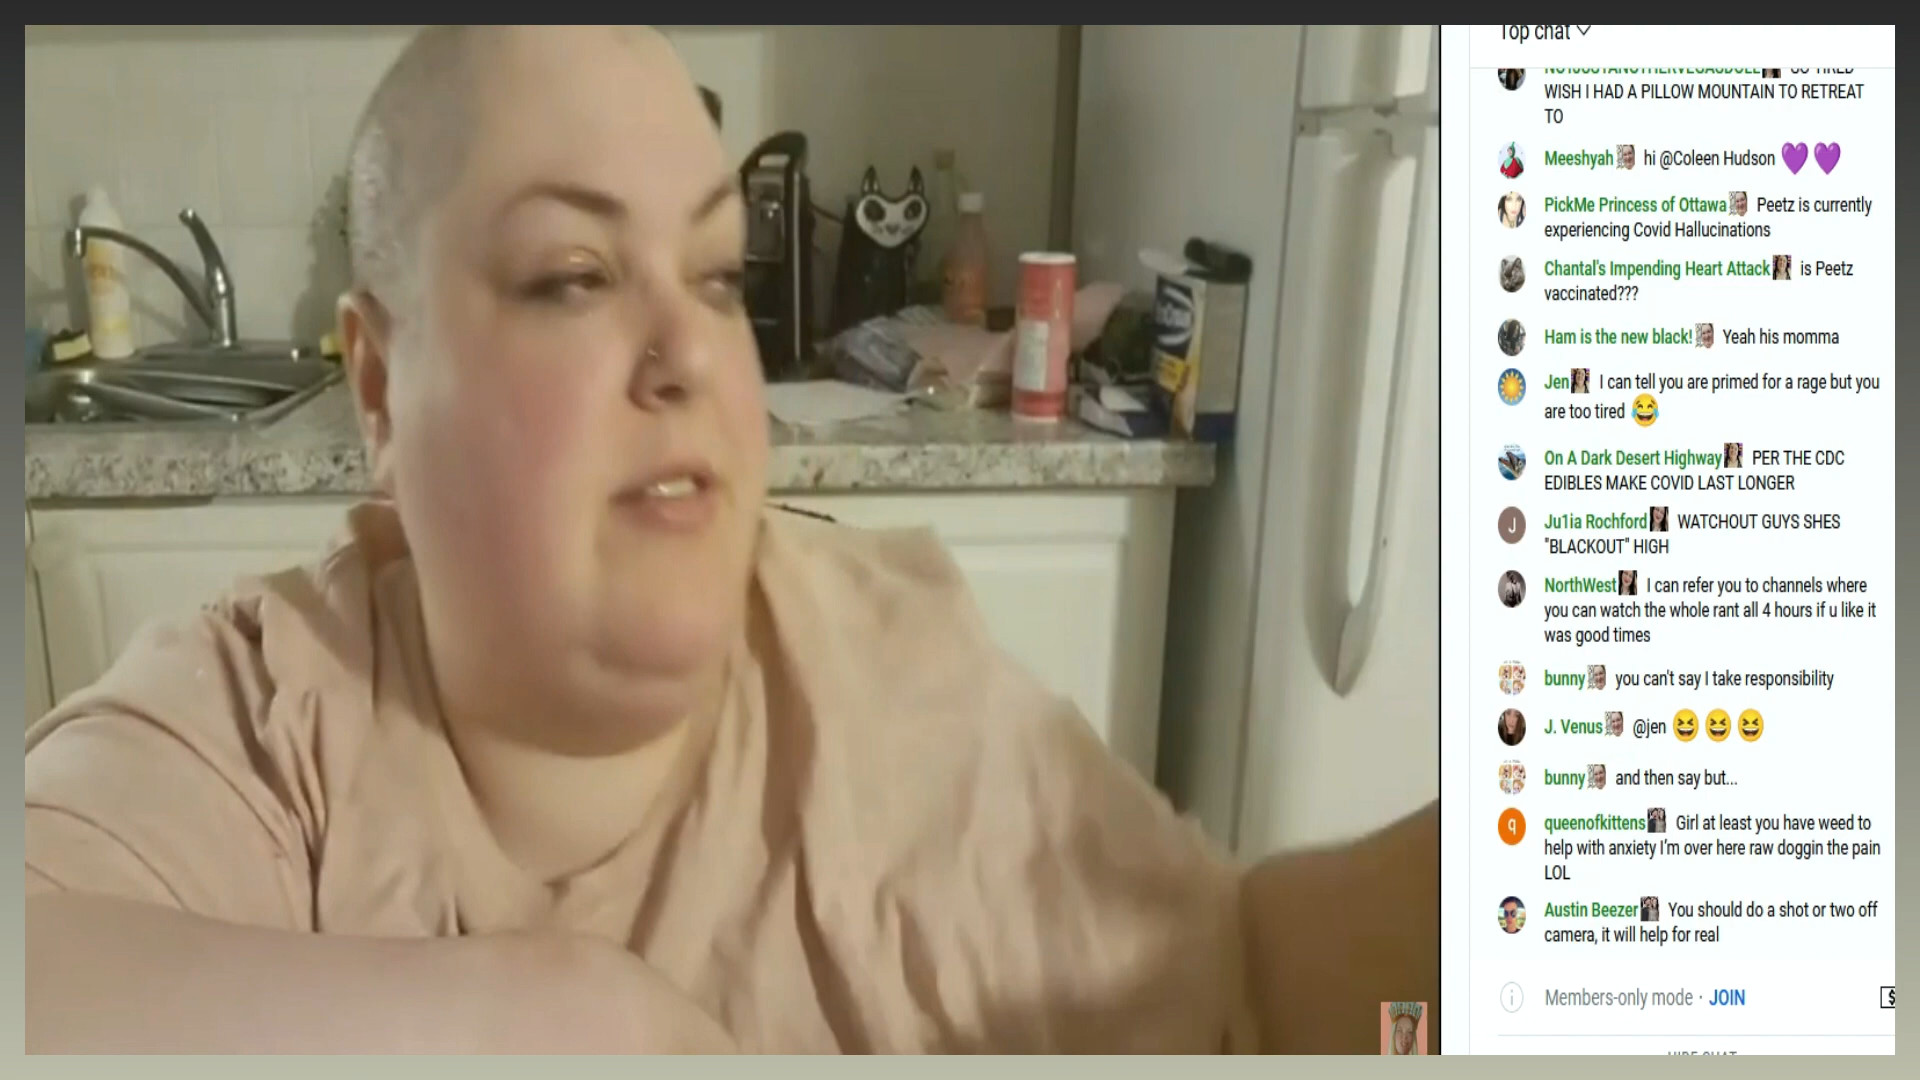 Top chat
WISH I HAD A PILLOW MOUNTAIN TO RETREAT
TO
Meeshyah hi @Coleen Hudson 💜💜
PickMe Princess of Ottawa Peetz is currently
experiencing Covid Hallucinations
Chantal's Impending Heart Attack is Peetz
vaccinated???
Ham is the new black! Yeah his momma
Jen I can tell you are primed for a rage but you
are too tired 😂
On A Dark Desert Highway PER THE CDC
EDIBLES MAKE COVID LAST LONGER
J
Ju1ia Rochford WATCHOUT GUYS SHES
"BLACKOUT" HIGH
NorthWest I can refer you to channels where
you can watch the whole rant all 4 hours if u like it
was good times
bunny you can't say I take responsibility
J. Venus @jen 😆😆😆
bunny and then say but...
q
queenofkittens Girl at least you have weed to
help with anxiety I'm over here raw doggin the pain
LOL
Austin Beezer You should do a shot or two off
camera, it will help for real
Members-only mode · JOIN
$